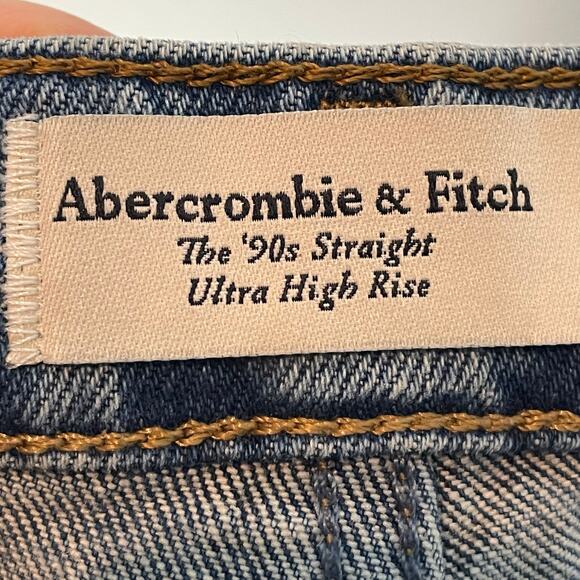 Abercrombie & Fitch
The '90s Straight
Ultra High Rise